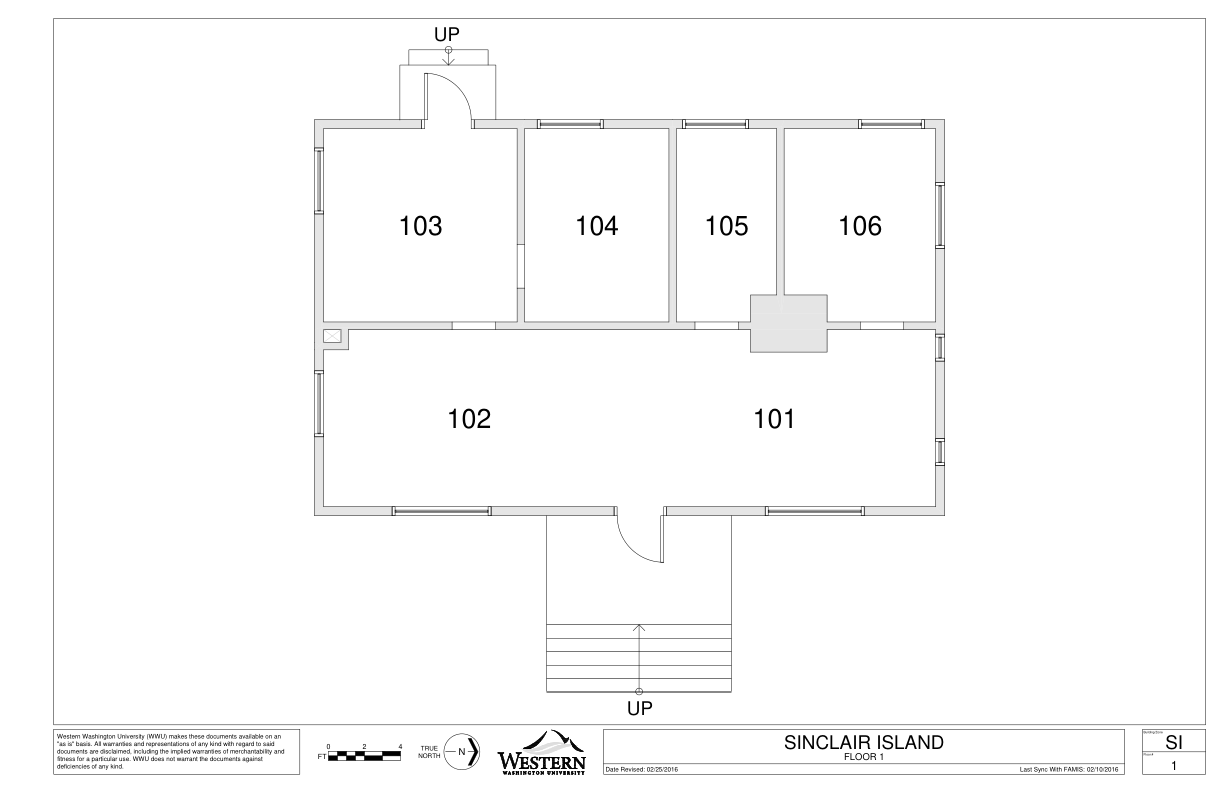 UP
103
104
105
106
102
101
UP
Western Washington University (WWU) makes these documents available on an
"as is" basis. All warranties and representations of any kind with regard to said
documents are disclaimed, including the implied warranties of merchantability and
fitness for a particular use. WWU does not warrant the documents against
deficiencies of any kind.
0 2 4
FT
TRUE
NORTH
N
WESTERN
WASHINGTON UNIVERSITY
SINCLAIR ISLAND
FLOOR 1
Date Revised: 02/25/2016
Last Sync With FAMIS: 02/10/2016
SI
1